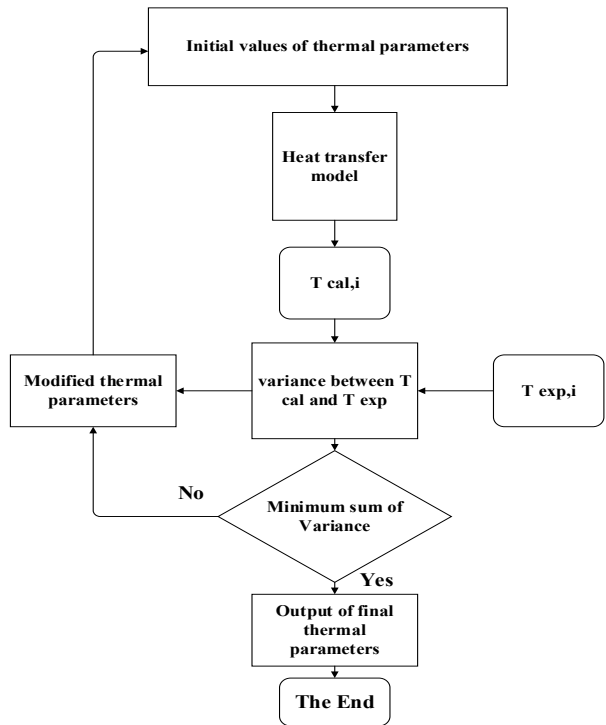 Initial values of thermal parameters
Heat transfer
model
T cal,i
Modified thermal
parameters
variance between T
cal and T exp
T exp,i
No
Minimum sum of
Variance
Yes
Output of final
thermal
parameters
The End